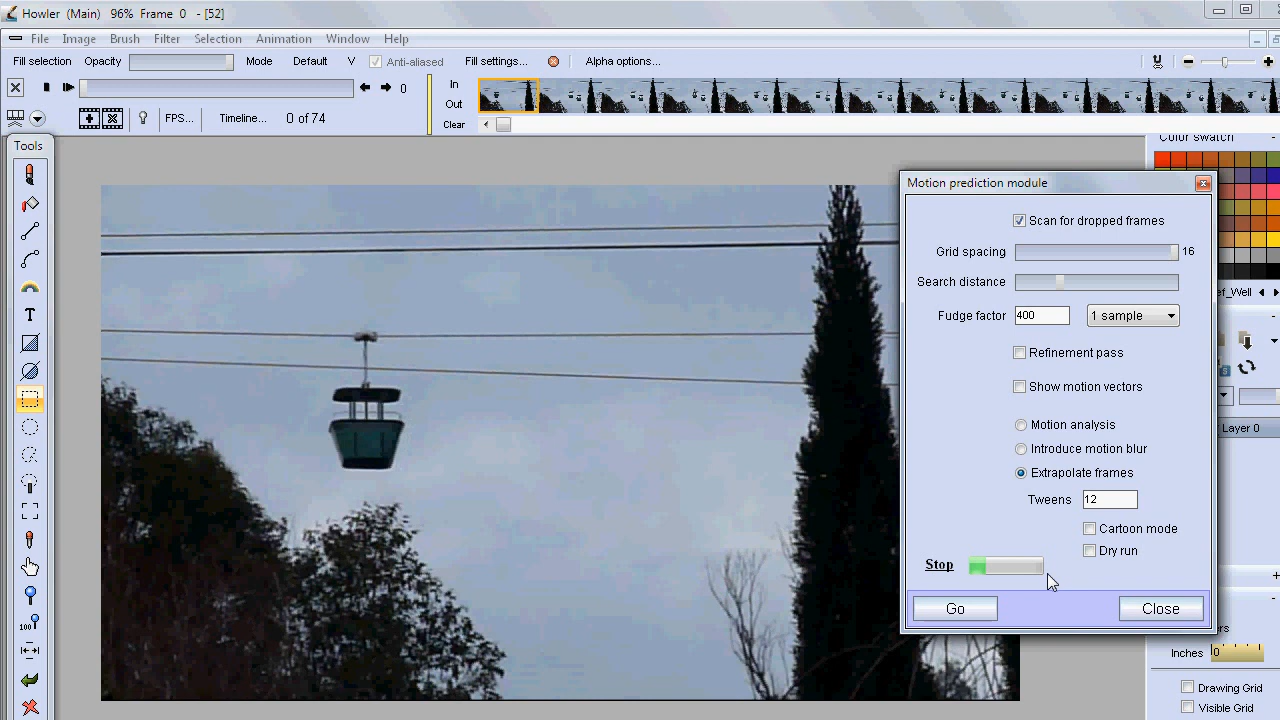 Howler (Main) 96% Frame 0 - [52]
File Image Brush Filter Selection Animation Window Help
Fill selection Opacity Mode Default V Anti-aliased Fill settings... Alpha options...
0
In
Out
Clear
FPS... Timeline... 0 of 74
Tools
T
100
Color swatch
Motion prediction module
Scan for dropped frames
Grid spacing 16
Search distance
Fudge factor 400 1 sample
Refinement pass
Show motion vectors
Motion analysis
Introduce motion blur
Extrapolate frames
Tweens 12
Cartoon mode
Dry run
Stop
Go Close
ef_Well
Layer 0
Inches 0
Drawing Grid
Visible Grid